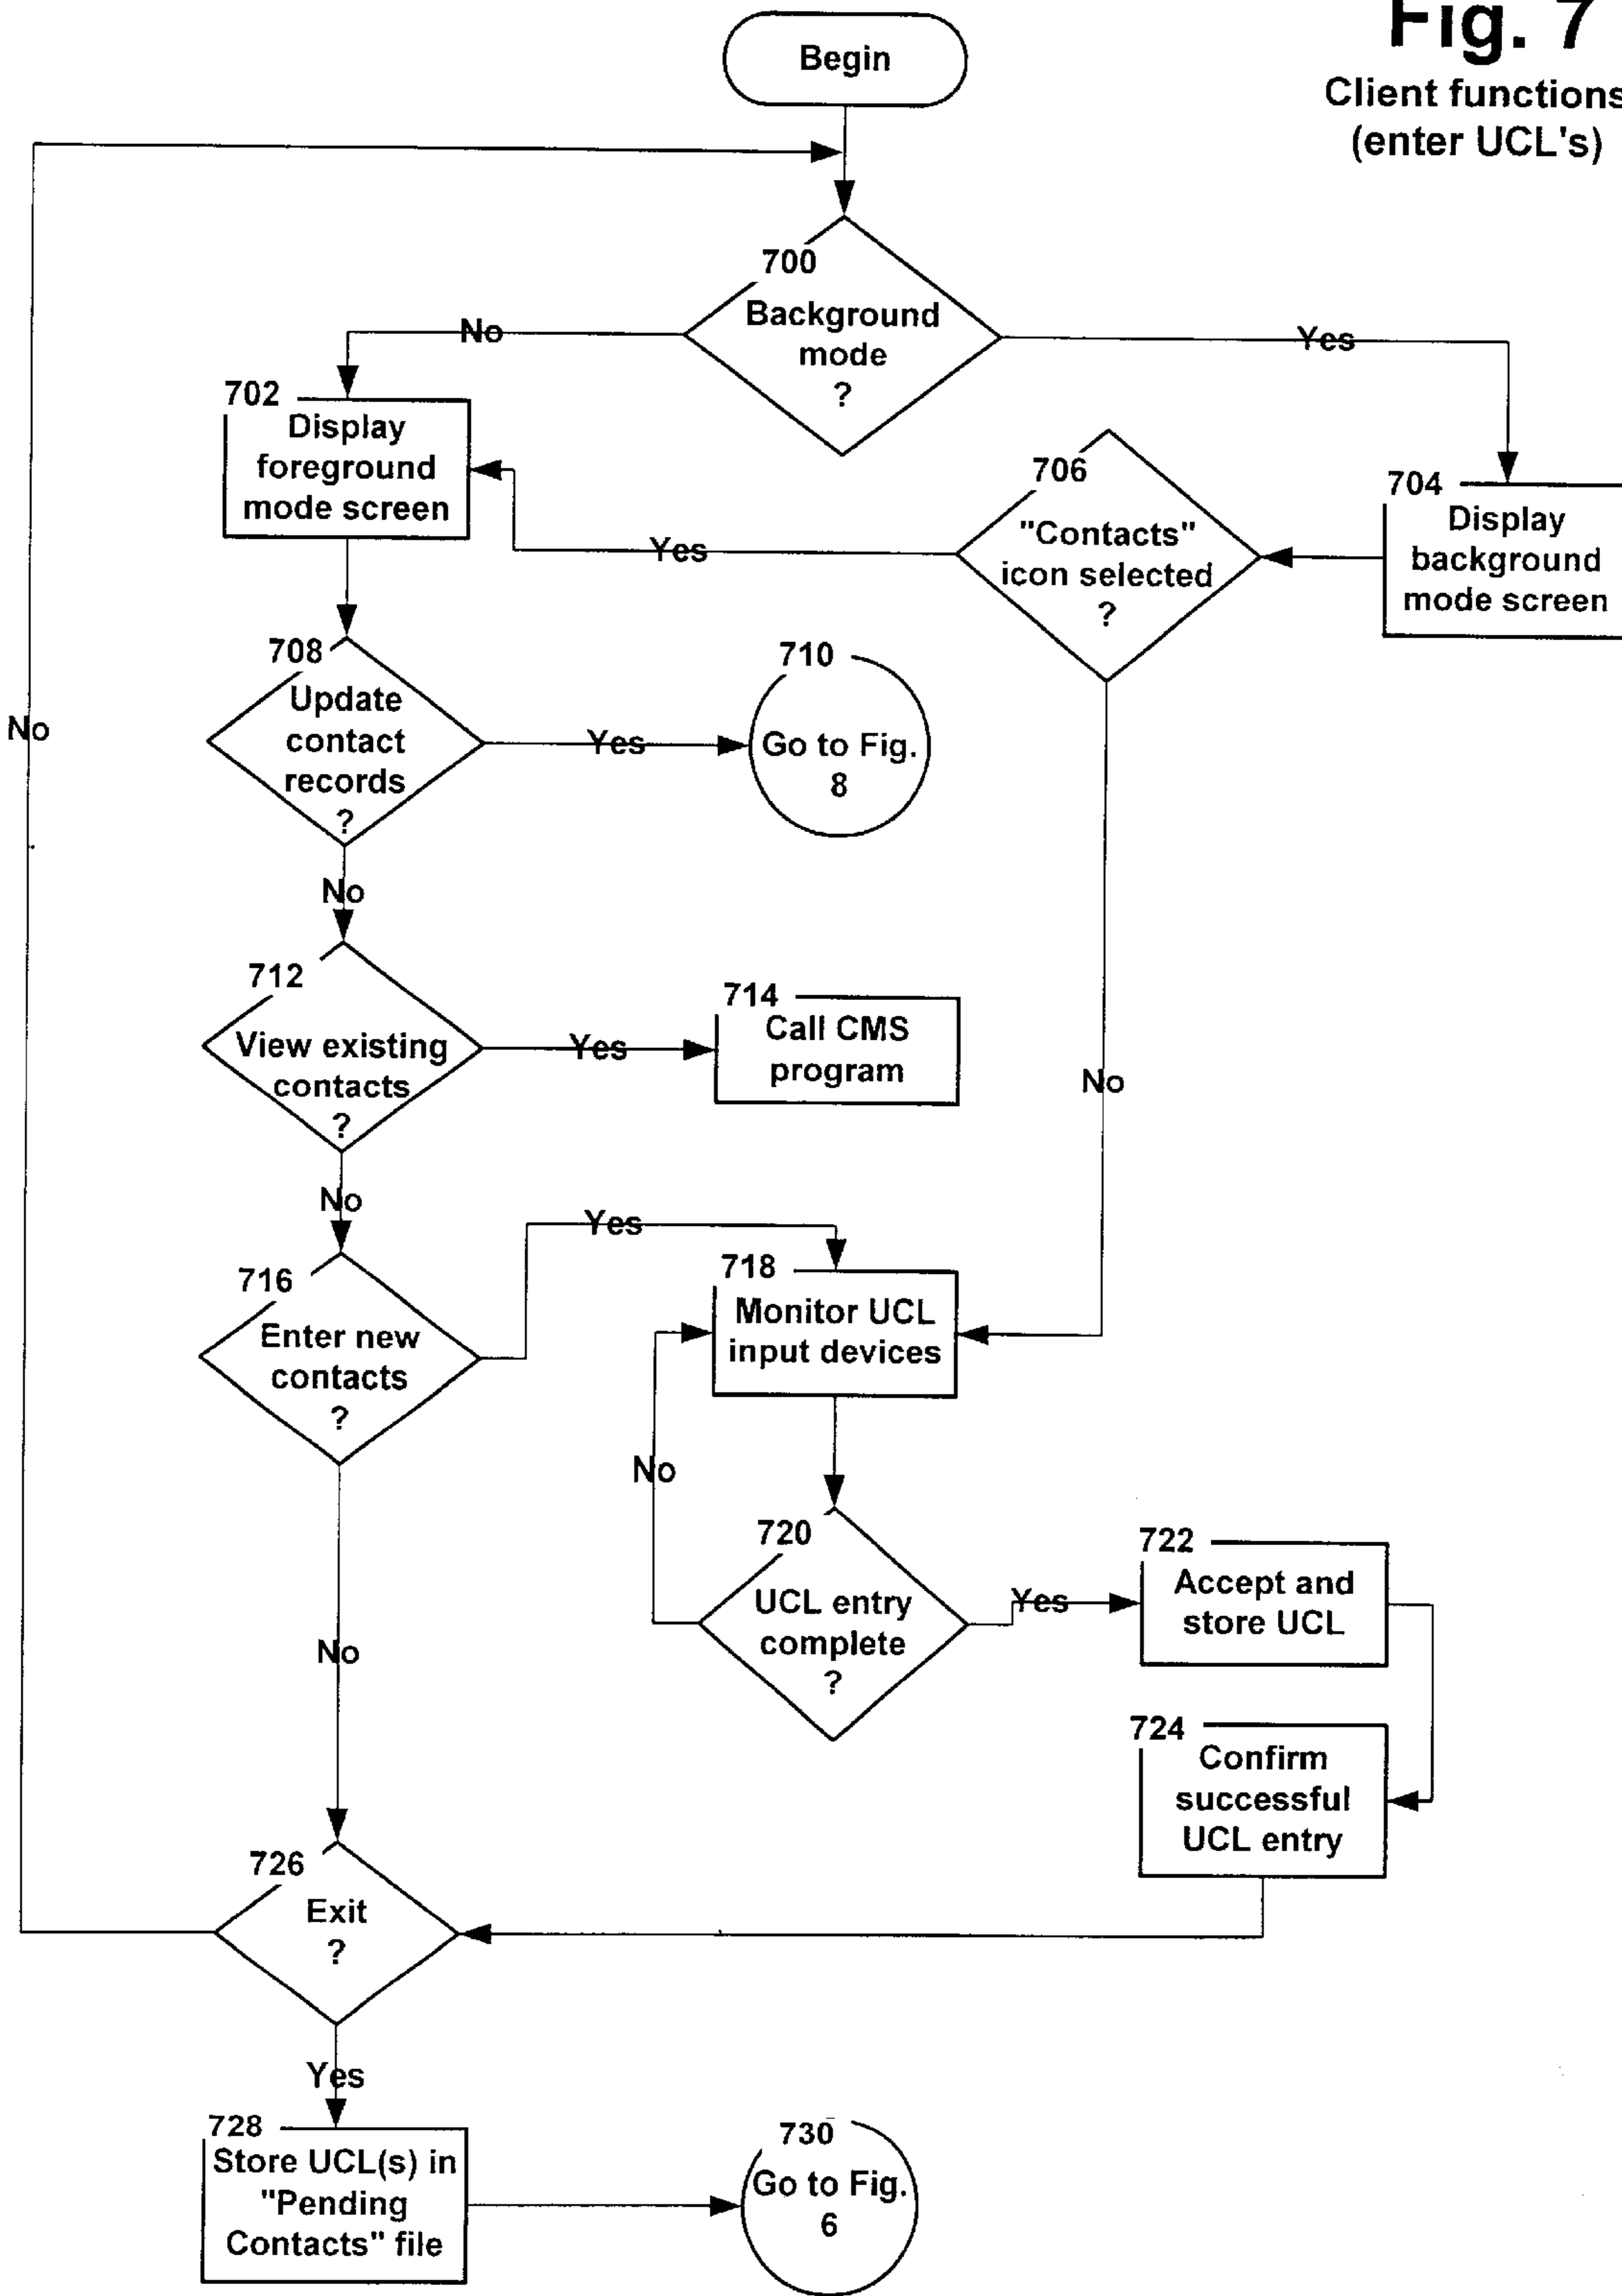 Fig. 7
Client functions
(enter UCL's)
Begin
700
Background
mode
?
No
Yes
702
Display
foreground
mode screen
706
"Contacts"
icon selected
?
704
Display
background
mode screen
Yes
708
Update
contact
records
?
Yes
710
Go to Fig.
8
No
No
712
View existing
contacts
?
Yes
714
Call CMS
program
No
No
716
Enter new
contacts
?
Yes
718
Monitor UCL
input devices
No
720
UCL entry
complete
?
Yes
722
Accept and
store UCL
No
724
Confirm
successful
UCL entry
726
Exit
?
Yes
728
Store UCL(s) in
"Pending
Contacts" file
730
Go to Fig.
6